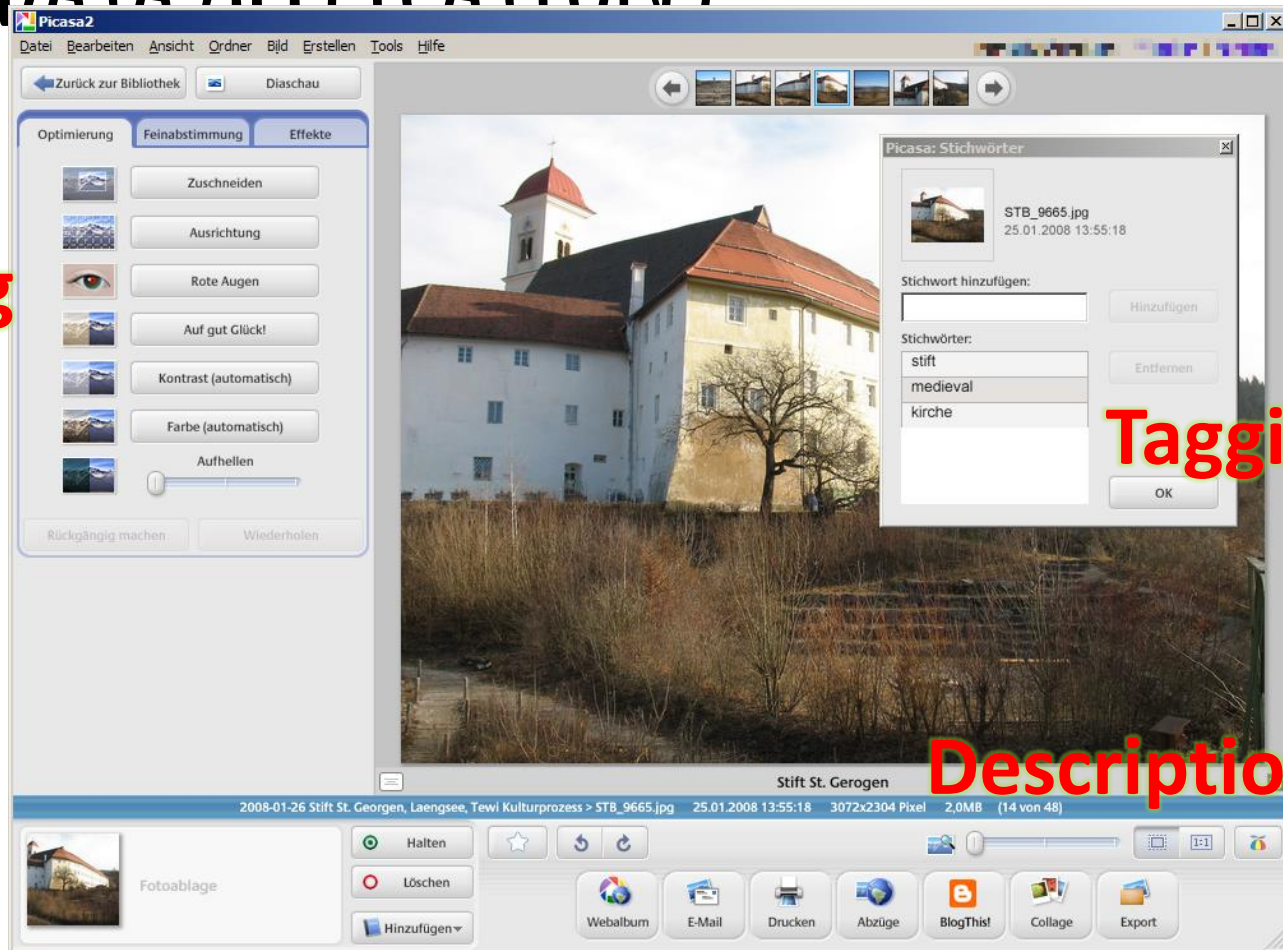 Picasa2
Datei Bearbeiten Ansicht Ordner Bild Erstellen Tools Hilfe
Zurück zur Bibliothek Diaschau
Optimierung Feinabstimmung Effekte
Zuschneiden
Ausrichtung
Rote Augen
Auf gut Glück!
Kontrast (automatisch)
Farbe (automatisch)
Aufhellen
Rückgängig machen Wiederholen
g
Picasa: Stichwörter
STB_9665.jpg
25.01.2008 13:55:18
Stichwort hinzufügen:
Hinzufügen
Stichwörter:
stift
Entfernen
medieval
kirche
Taggi
OK
Stift St. Gerogen
Descriptio
2008-01-26 Stift St. Georgen, Laengsee, Tewi Kulturprozess > STB_9665.jpg 25.01.2008 13:55:18 3072x2304 Pixel 2,0MB (14 von 48)
Fotoablage
Halten
Löschen
Hinzufügen
1:1
Webalbum E-Mail Drucken Abzüge BlogThis! Collage Export